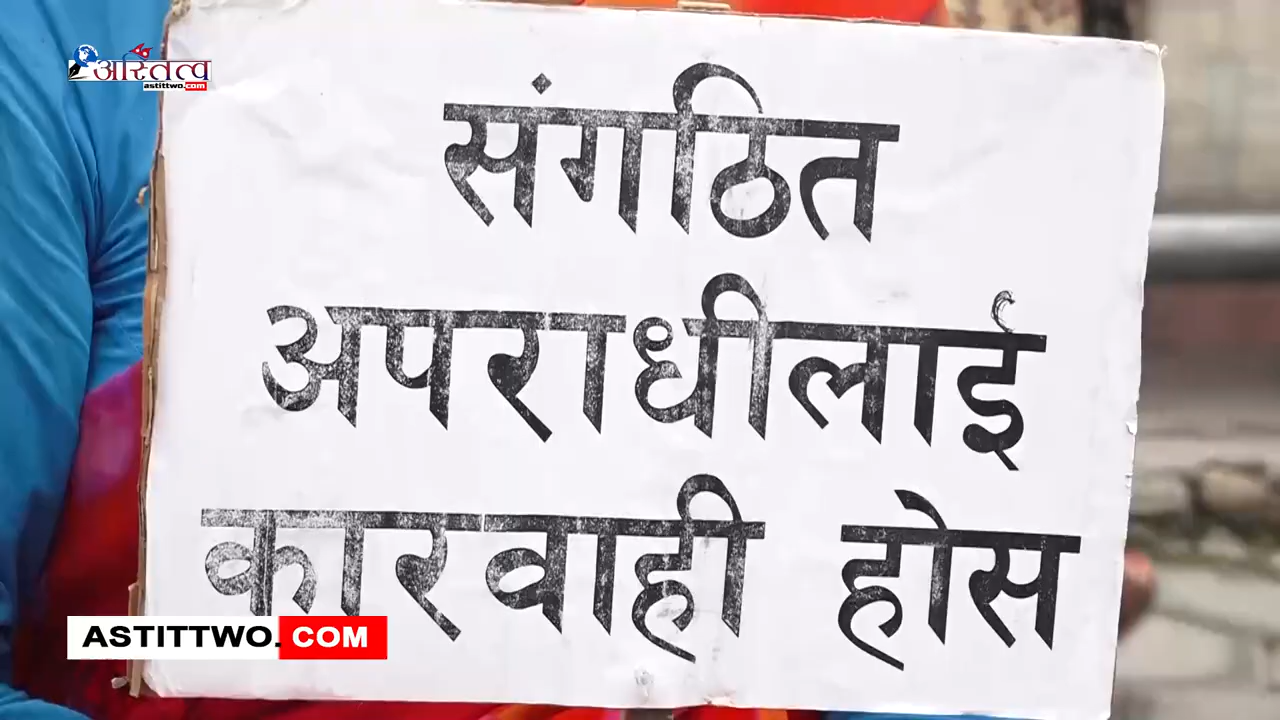 अस्तित्व
astittwo.com
संगठित
अपराधीलाई
कारवाही होस
ASTITTWO.COM